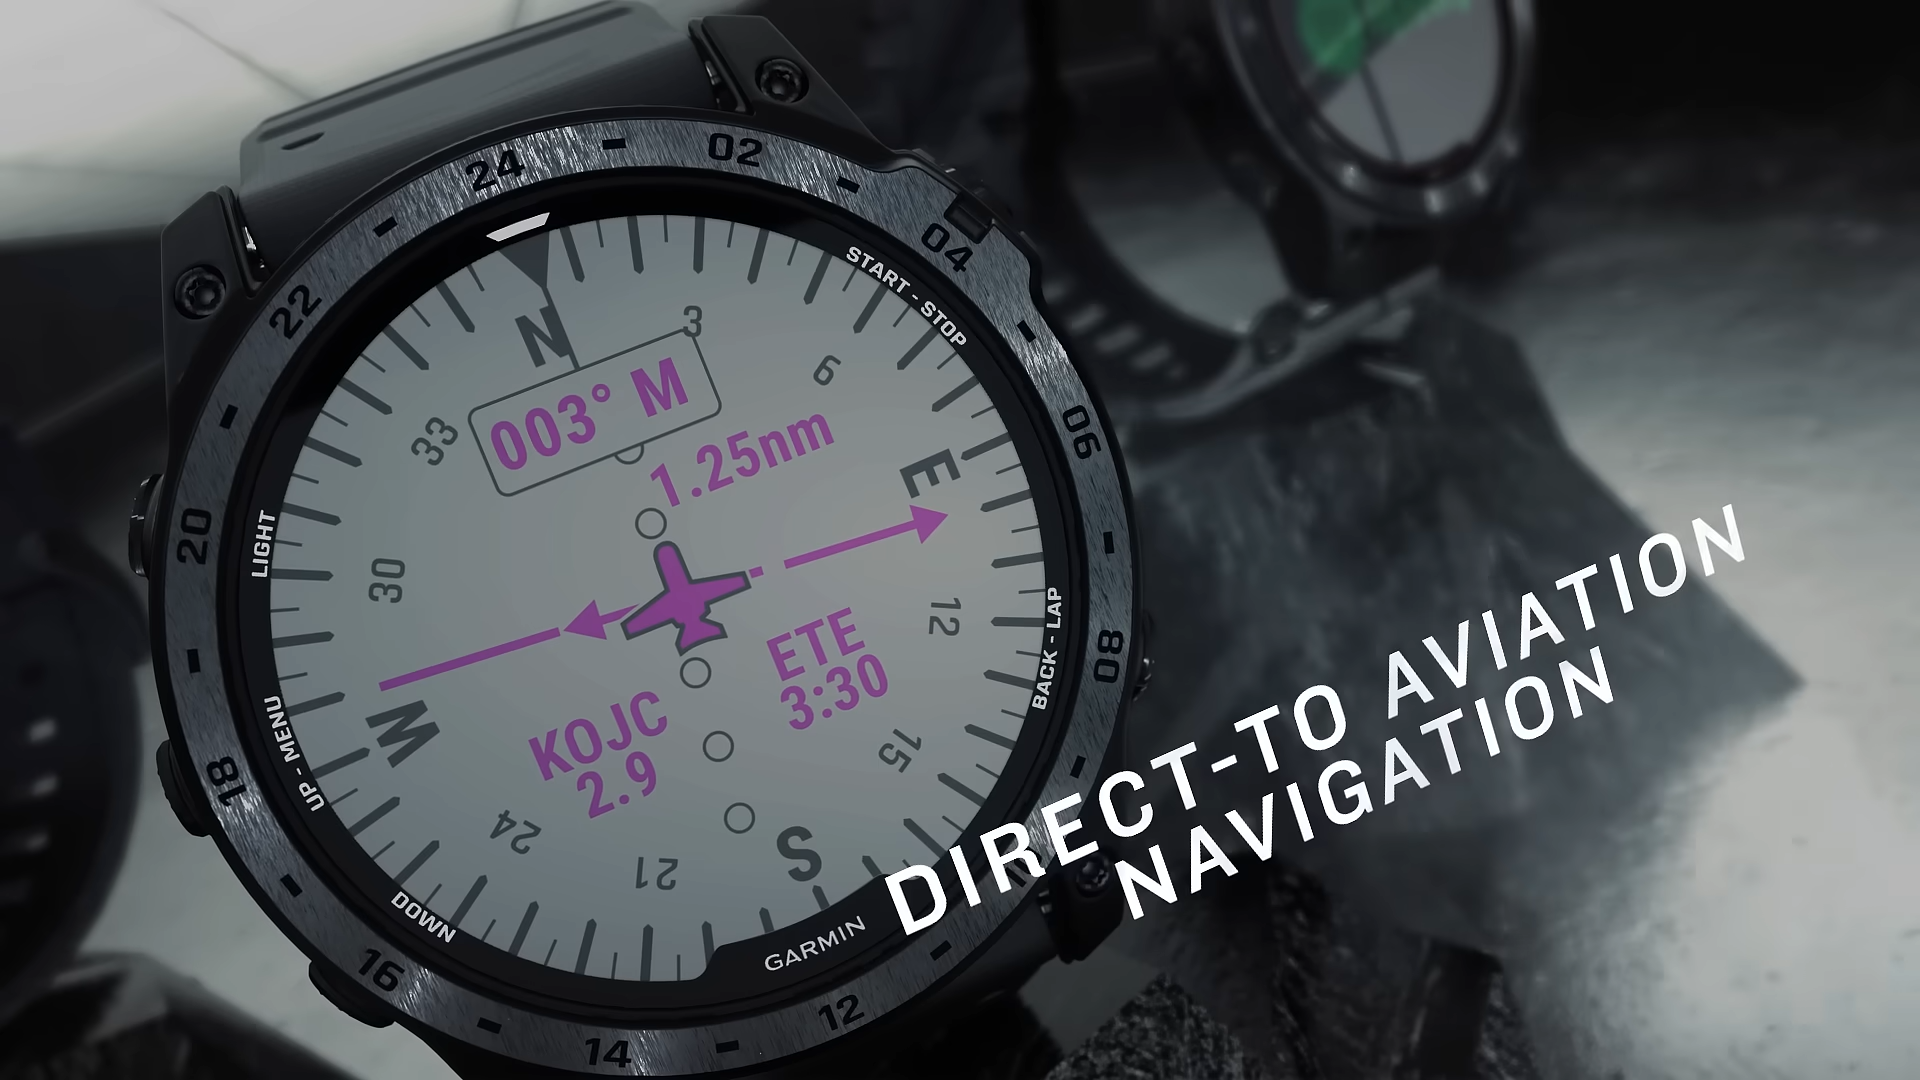 24
02
04
06
08
12
14
16
18
20
22
LIGHT
UP - MENU
DOWN
START - STOP
BACK - LAP
GARMIN
N
3
6
E
12
15
S
21
24
W
30
33
003° M
1.25nm
ETE
3:30
KOJC
2.9
DIRECT-TO AVIATION
NAVIGATION